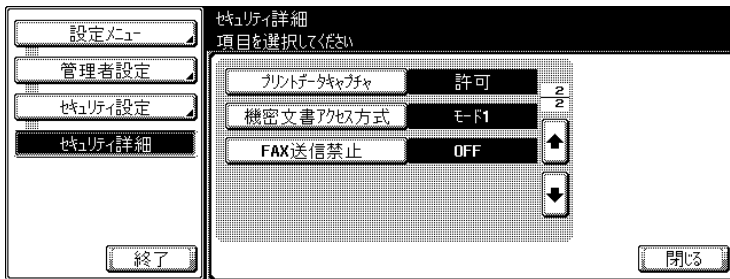 設定メニュー
管理者設定
セキュリティ設定
セキュリティ詳細
終了
セキュリティ詳細
項目を選択してください
プリントデータキャプチャ 許可
機密文書アクセス方式 モード1
FAX送信禁止 OFF
2
2
閉じる